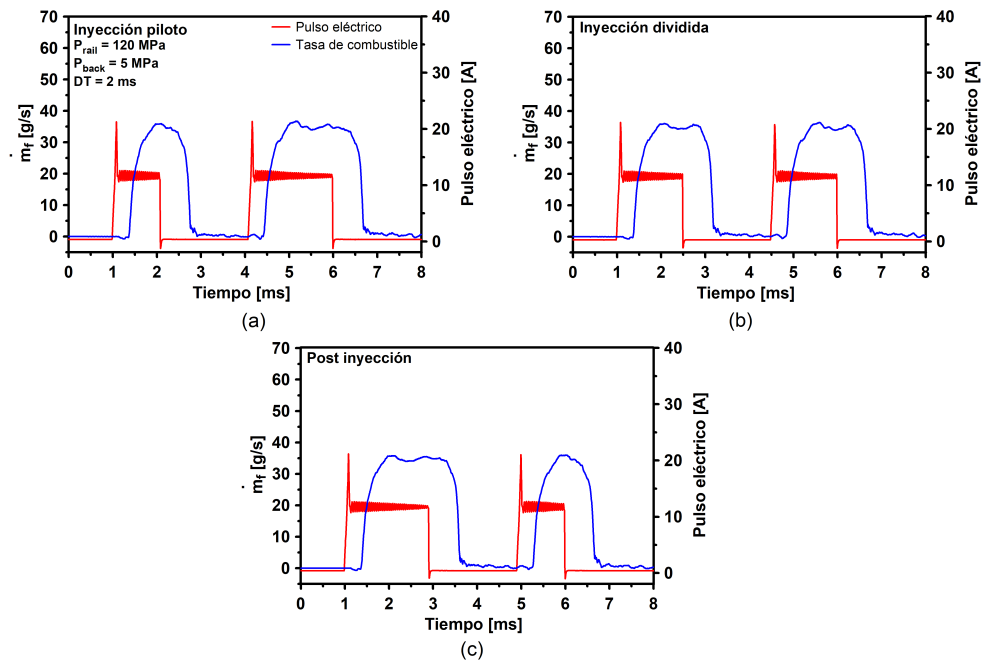 Inyección piloto
P_rail = 120 MPa
P_back = 5 MPa
DT = 2 ms
Pulso eléctrico
Tasa de combustible
70
60
50
40
30
20
10
0
ṁ_f [g/s]
40
30
20
10
0
Pulso eléctrico [A]
0 1 2 3 4 5 6 7 8
Tiempo [ms]
(a)
Inyección dividida
70
60
50
40
30
20
10
0
ṁ_f [g/s]
40
30
20
10
0
Pulso eléctrico [A]
0 1 2 3 4 5 6 7 8
Tiempo [ms]
(b)
Post inyección
70
60
50
40
30
20
10
0
ṁ_f [g/s]
40
30
20
10
0
Pulso eléctrico [A]
0 1 2 3 4 5 6 7 8
Tiempo [ms]
(c)